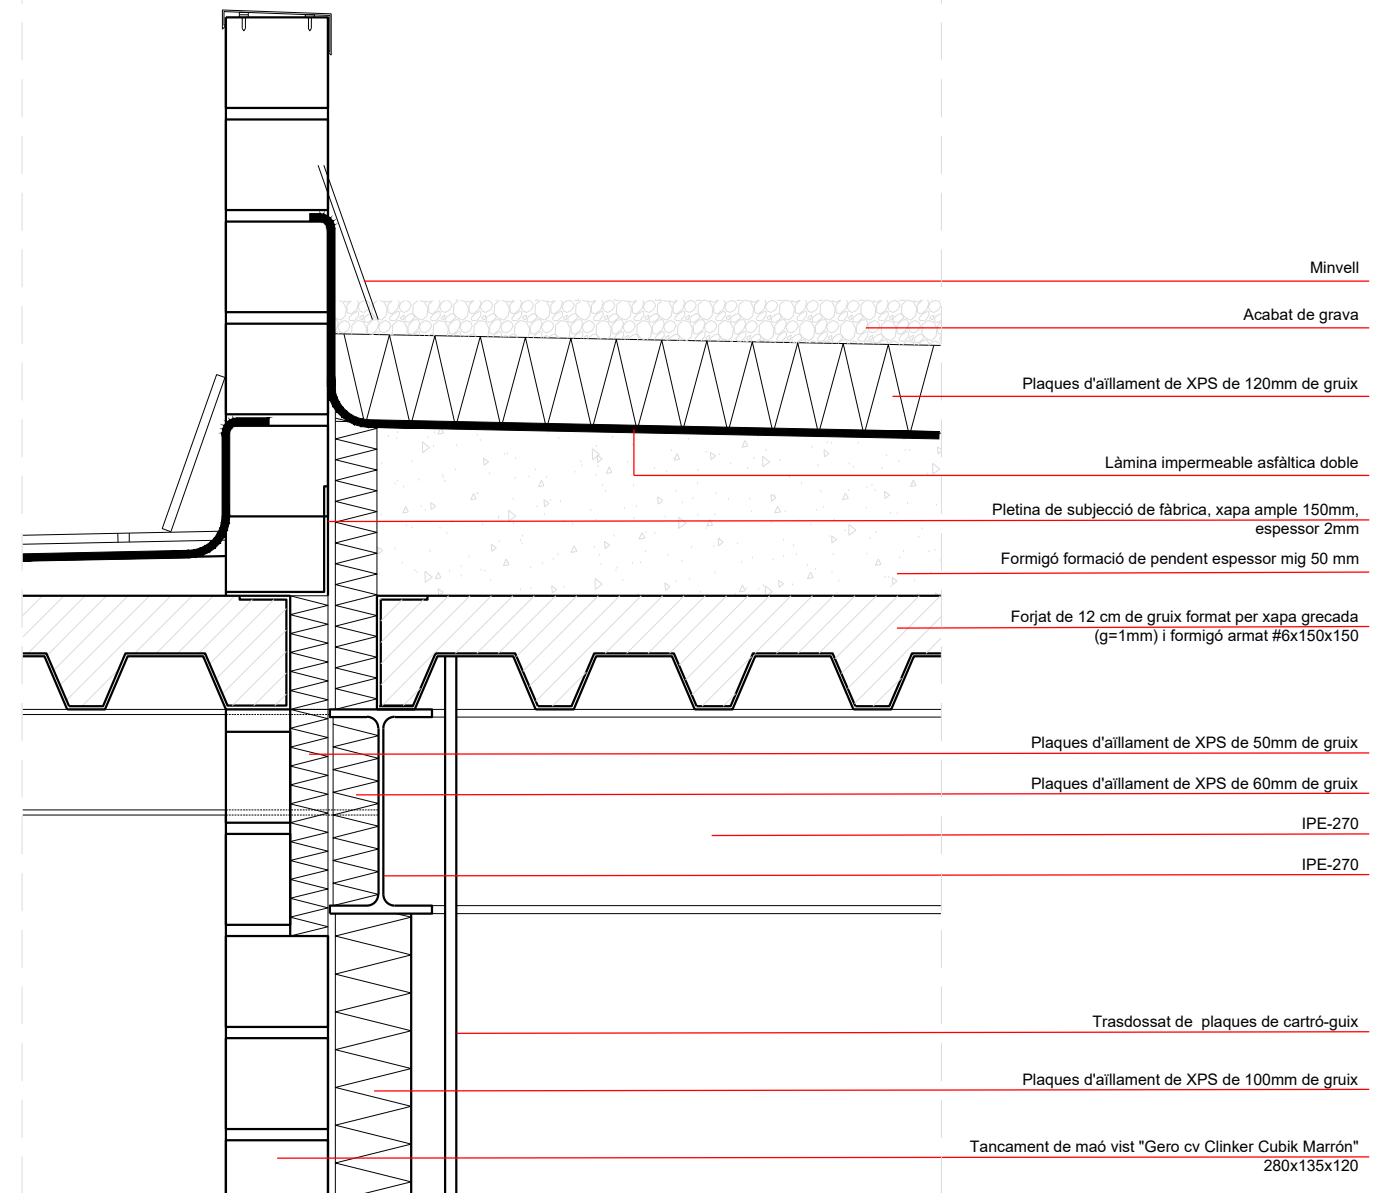 Minvell
Acabat de grava
Plaques d'aïllament de XPS de 120mm de gruix
Làmina impermeable asfàltica doble
Pletina de subjecció de fàbrica, xapa ample 150mm,
espessor 2mm
Formigó formació de pendent espessor mig 50 mm
Forjat de 12 cm de gruix format per xapa grecada
(g=1mm) i formigó armat #6x150x150
Plaques d'aïllament de XPS de 50mm de gruix
Plaques d'aïllament de XPS de 60mm de gruix
IPE-270
IPE-270
Trasdossat de  plaques de cartró-guix
Plaques d'aïllament de XPS de 100mm de gruix
Tancament de maó vist "Gero cv Clinker Cubik Marrón"
280x135x120